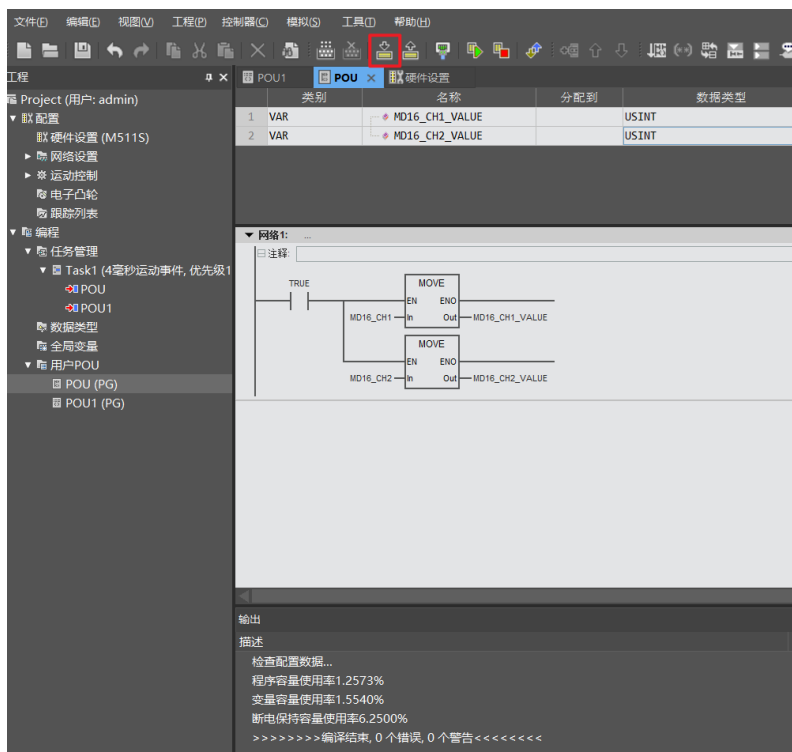 文件(F) 编辑(E) 视图(V) 工程(P) 控制器(C) 模拟(S) 工具(T) 帮助(H)
工程
POU1 POU 硬件设置
Project (用户: admin)
配置
硬件设置 (M511S)
网络设置
运动控制
电子凸轮
跟踪列表
编程
任务管理
Task1 (4毫秒运动事件, 优先级1
POU
POU1
数据类型
全局变量
用户POU
POU (PG)
POU1 (PG)
类别 名称 分配到 数据类型
1 VAR MD16_CH1_VALUE USINT
2 VAR MD16_CH2_VALUE USINT
网络1: ...
注释:
TRUE MOVE
EN ENO
MD16_CH1 In Out MD16_CH1_VALUE
MOVE
EN ENO
MD16_CH2 In Out MD16_CH2_VALUE
输出
描述
检查配置数据...
程序容量使用率1.2573%
变量容量使用率1.5540%
断电保持容量使用率6.2500%
>>>>>>>>编译结束, 0 个错误, 0 个警告<<<<<<<<